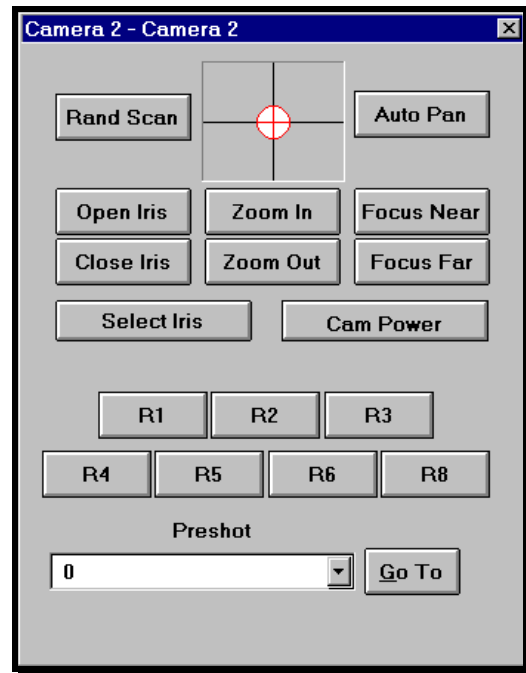 Camera 2 - Camera 2
Rand Scan
Auto Pan
Open Iris
Zoom In
Focus Near
Close Iris
Zoom Out
Focus Far
Select Iris
Cam Power
R1
R2
R3
R4
R5
R6
R8
Preshot
0
Go To